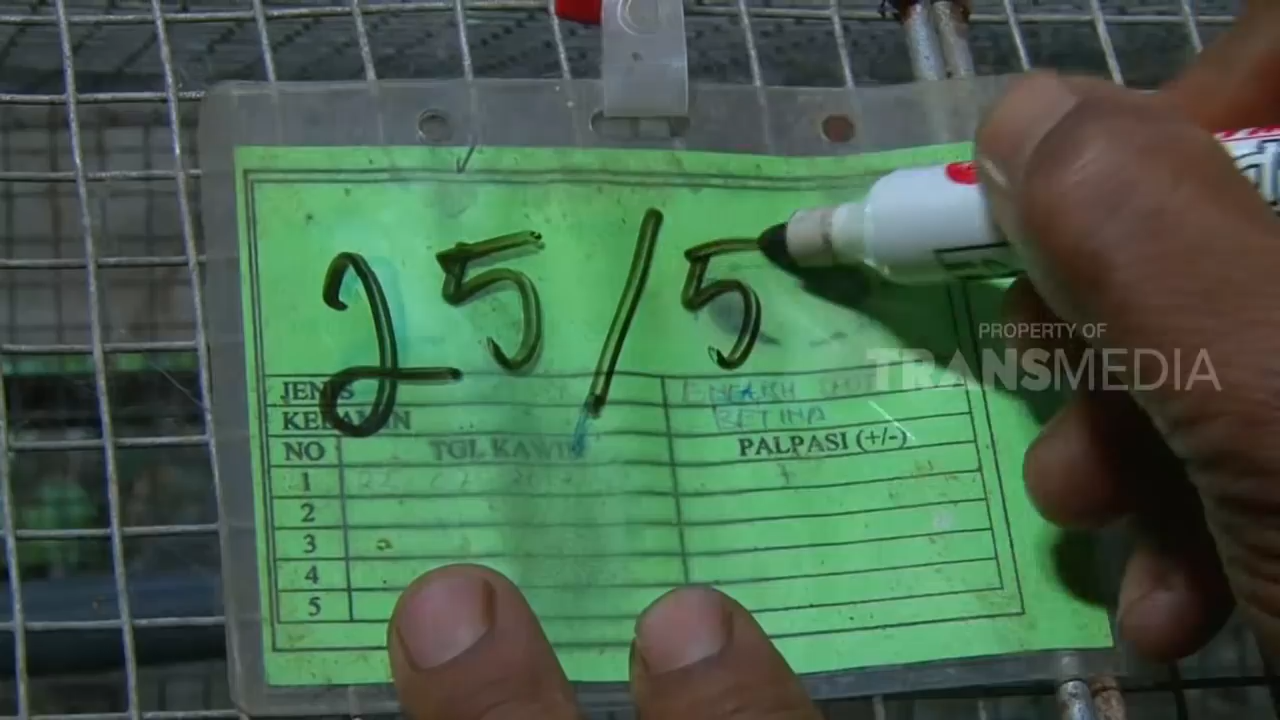 25/5
PROPERTY OF
TRANSMEDIA
JENIS
KELAMIN
BETINA
NO TGL KAWIN PALPASI (+/-)
1
2
3
4
5